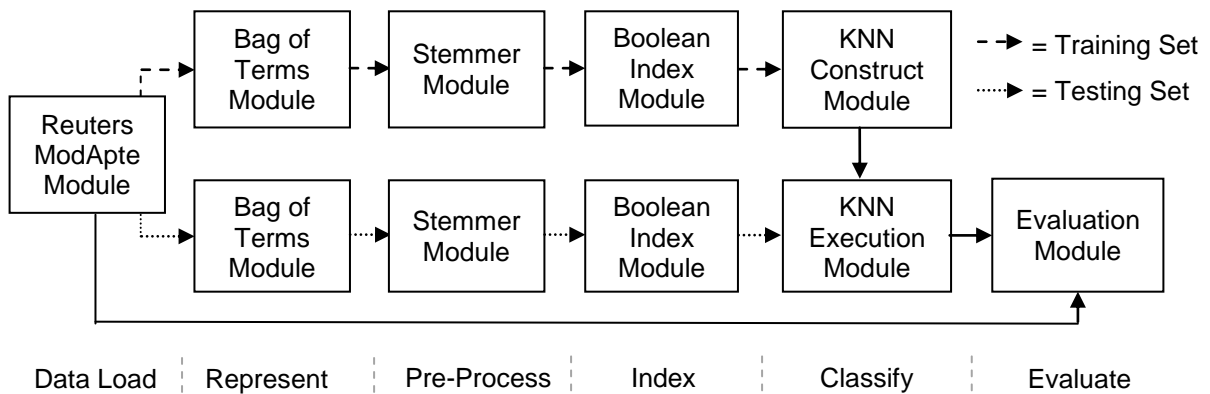 Bag of
Terms
Module
Stemmer
Module
Boolean
Index
Module
KNN
Construct
Module
= Training Set
= Testing Set
Reuters
ModApte
Module
Bag of
Terms
Module
Stemmer
Module
Boolean
Index
Module
KNN
Execution
Module
Evaluation
Module
Data Load
Represent
Pre-Process
Index
Classify
Evaluate